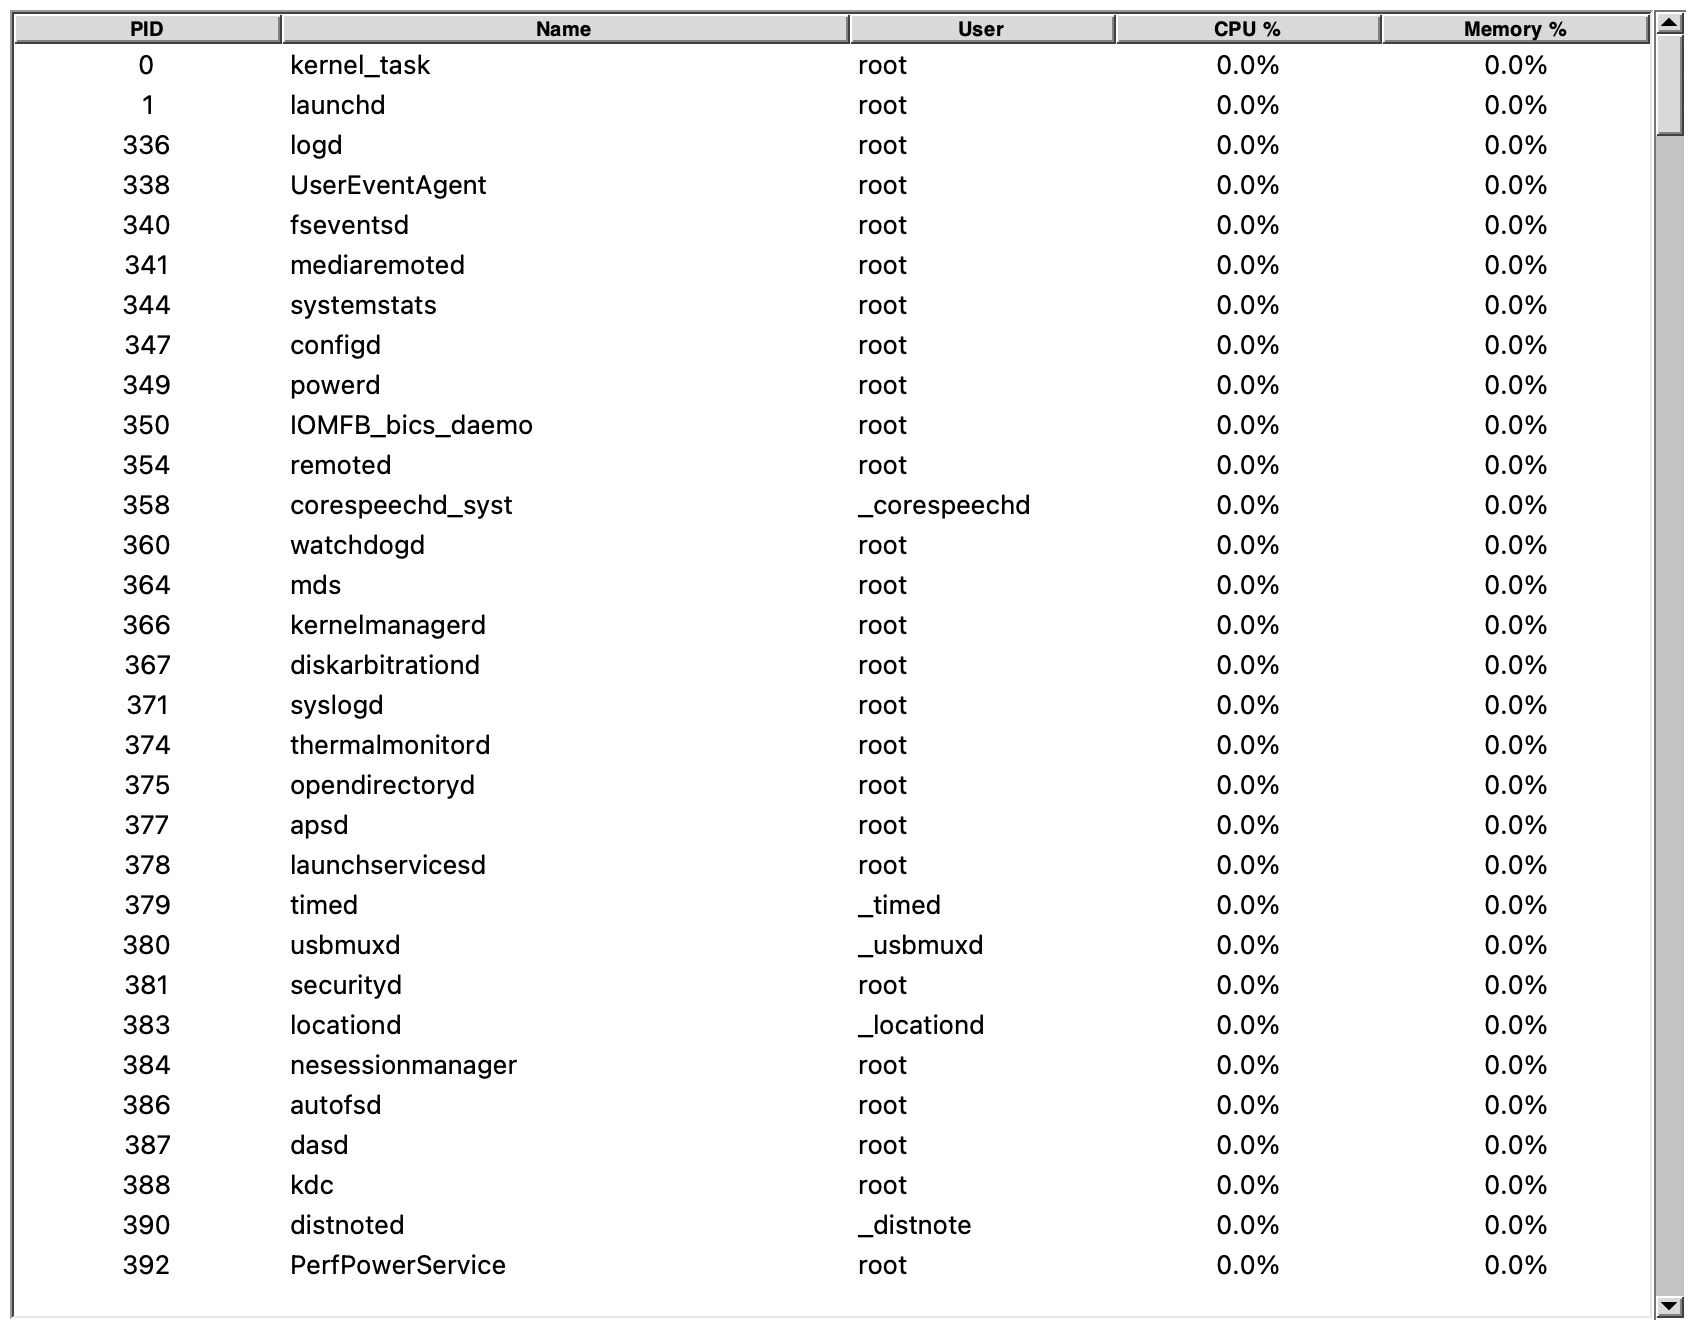 PID Name User CPU % Memory %
0 kernel_task root 0.0% 0.0%
1 launchd root 0.0% 0.0%
336 logd root 0.0% 0.0%
338 UserEventAgent root 0.0% 0.0%
340 fseventsd root 0.0% 0.0%
341 mediaremoted root 0.0% 0.0%
344 systemstats root 0.0% 0.0%
347 configd root 0.0% 0.0%
349 powerd root 0.0% 0.0%
350 IOMFB_bics_daemo root 0.0% 0.0%
354 remoted root 0.0% 0.0%
358 corespeechd_syst _corespeechd 0.0% 0.0%
360 watchdogd root 0.0% 0.0%
364 mds root 0.0% 0.0%
366 kernelmanagerd root 0.0% 0.0%
367 diskarbitrationd root 0.0% 0.0%
371 syslogd root 0.0% 0.0%
374 thermalmonitord root 0.0% 0.0%
375 opendirectoryd root 0.0% 0.0%
377 apsd root 0.0% 0.0%
378 launchservicesd root 0.0% 0.0%
379 timed _timed 0.0% 0.0%
380 usbmuxd _usbmuxd 0.0% 0.0%
381 securityd root 0.0% 0.0%
383 locationd _locationd 0.0% 0.0%
384 nesessionmanager root 0.0% 0.0%
386 autofsd root 0.0% 0.0%
387 dasd root 0.0% 0.0%
388 kdc root 0.0% 0.0%
390 distnoted _distnote 0.0% 0.0%
392 PerfPowerService root 0.0% 0.0%